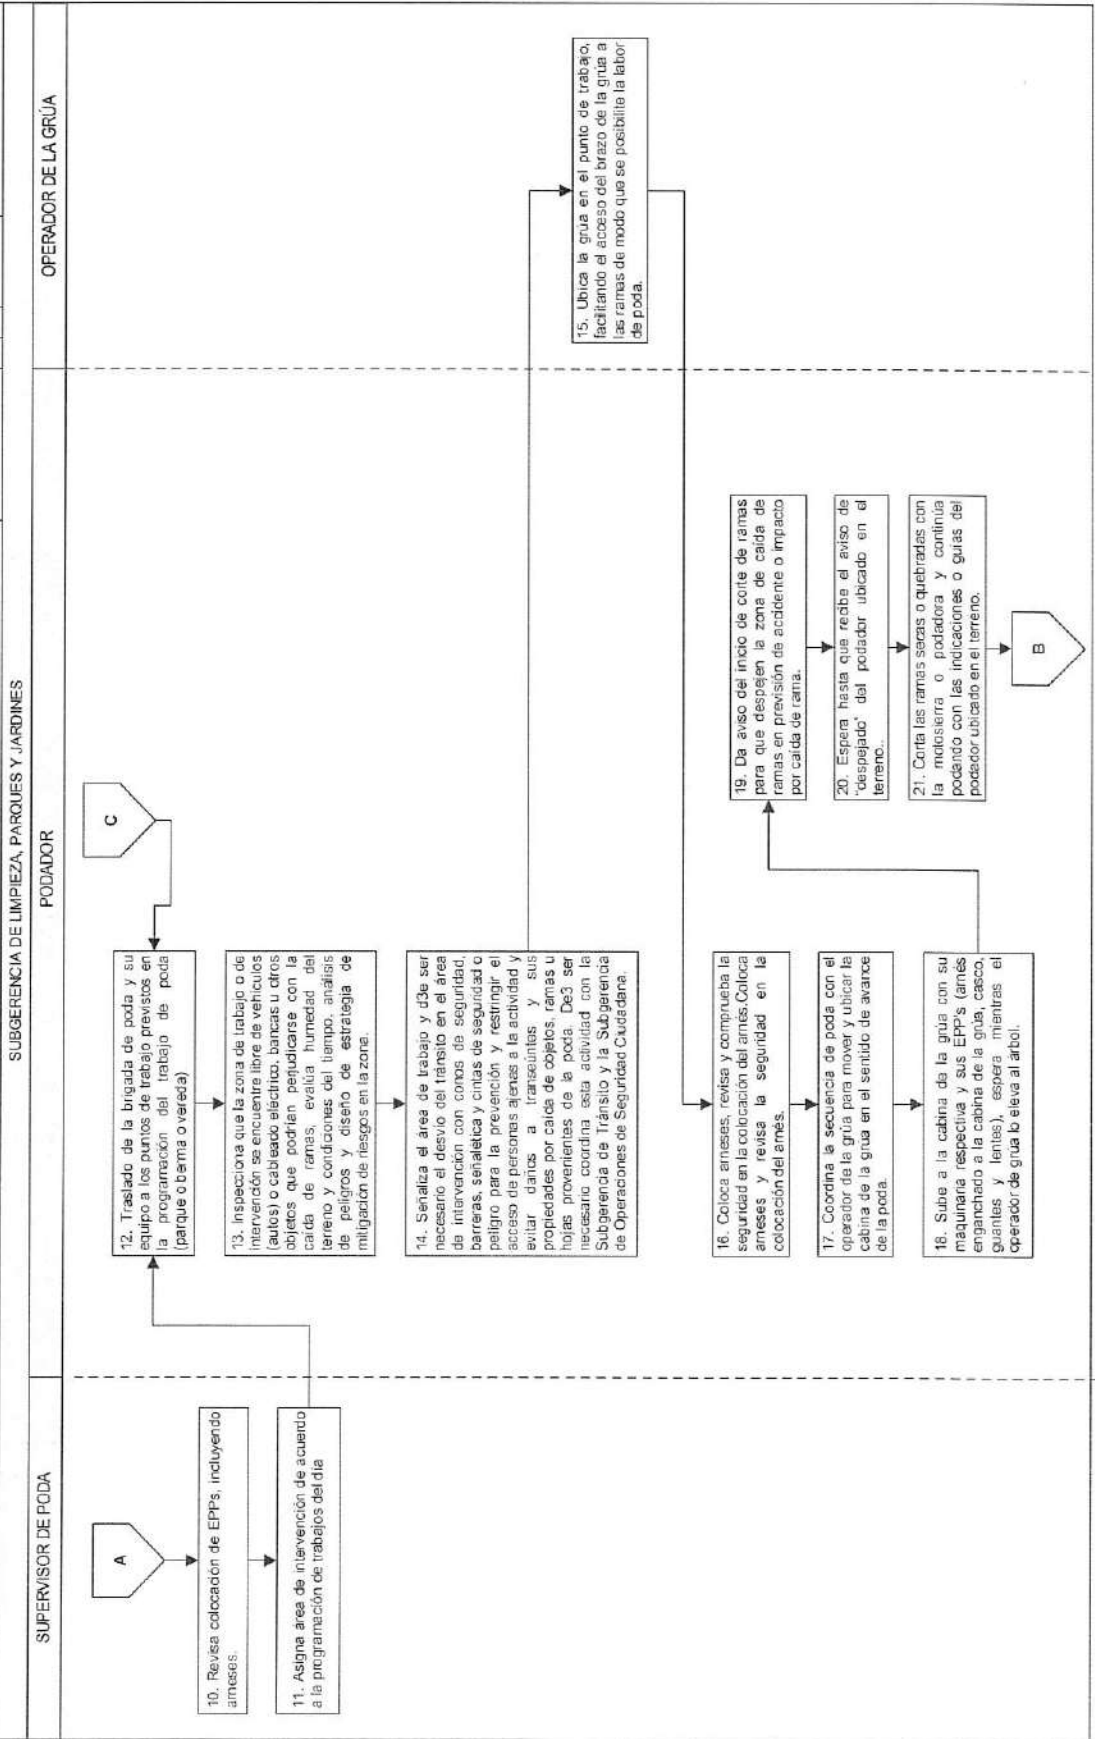 SUBGERENCIA DE LIMPIEZA, PARQUES Y JARDINES
SUPERVISOR DE PODA
PODADOR
OPERADOR DE LA GRÚA
A
10. Revisa colocación de EPPs, incluyendo
arneses.
11. Asigna área de intervención de acuerdo
a la programación de trabajos del día
C
12. Traslado de la brigada de poda y su
equipo a los puntos de trabajo previstos en
la programación del trabajo de poda
(parque o berma o vereda)
13. Inspecciona que la zona de trabajo o de
intervención se encuentre libre de vehículos
(autos) o cableado eléctrico, bancas u otros
objetos que podrían perjudicarse con la
caída de ramas, evalúa humedad del
terreno y condiciones del tiempo, análisis
de peligros y diseño de estrategia de
mitigación de riesgos en la zona.
14. Señaliza el área de trabajo y d3e ser
necesario el desvío del tránsito en el área
de intervención con conos de seguridad,
barreras, señalética y cintas de seguridad o
peligro para la prevención y restringir el
acceso de personas ajenas a la actividad y
evitar daños a transeúntes y sus
propiedades por caída de objetos, ramas u
hojas provenientes de la poda. De3 ser
necesario coordina esta actividad con la
Subgerencia de Tránsito y la Subgerencia
de Operaciones de Seguridad Ciudadana.
15. Ubica la grúa en el punto de trabajo,
facilitando el acceso del brazo de la grúa a
las ramas de modo que se posibilite la labor
de poda.
16. Coloca arneses, revisa y comprueba la
seguridad en la colocación del arnés.Coloca
arneses y revisa la seguridad en la
colocación del arnés.
17. Coordina la secuencia de poda con el
operador de la grúa para mover y ubicar la
cabina de la grua en el sentido de avance
de la poda.
18. Sube a la cabina de la grúa con su
maquinaria respectiva y sus EPP's (arnés
enganchado a la cabina de la grúa, casco,
guantes y lentes), espera mientras el
operador de grua lo eleva al árbol.
19. Da aviso del inicio de corte de ramas
para que despejen la zona de caída de
ramas en previsión de accidente o impacto
por caída de rama.
20. Espera hasta que recibe el aviso de
"despejado" del podador ubicado en el
terreno..
21. Corta las ramas secas o quebradas con
la motosierra o podadora y continúa
podando con las indicaciones o guías del
podador ubicado en el terreno.
B